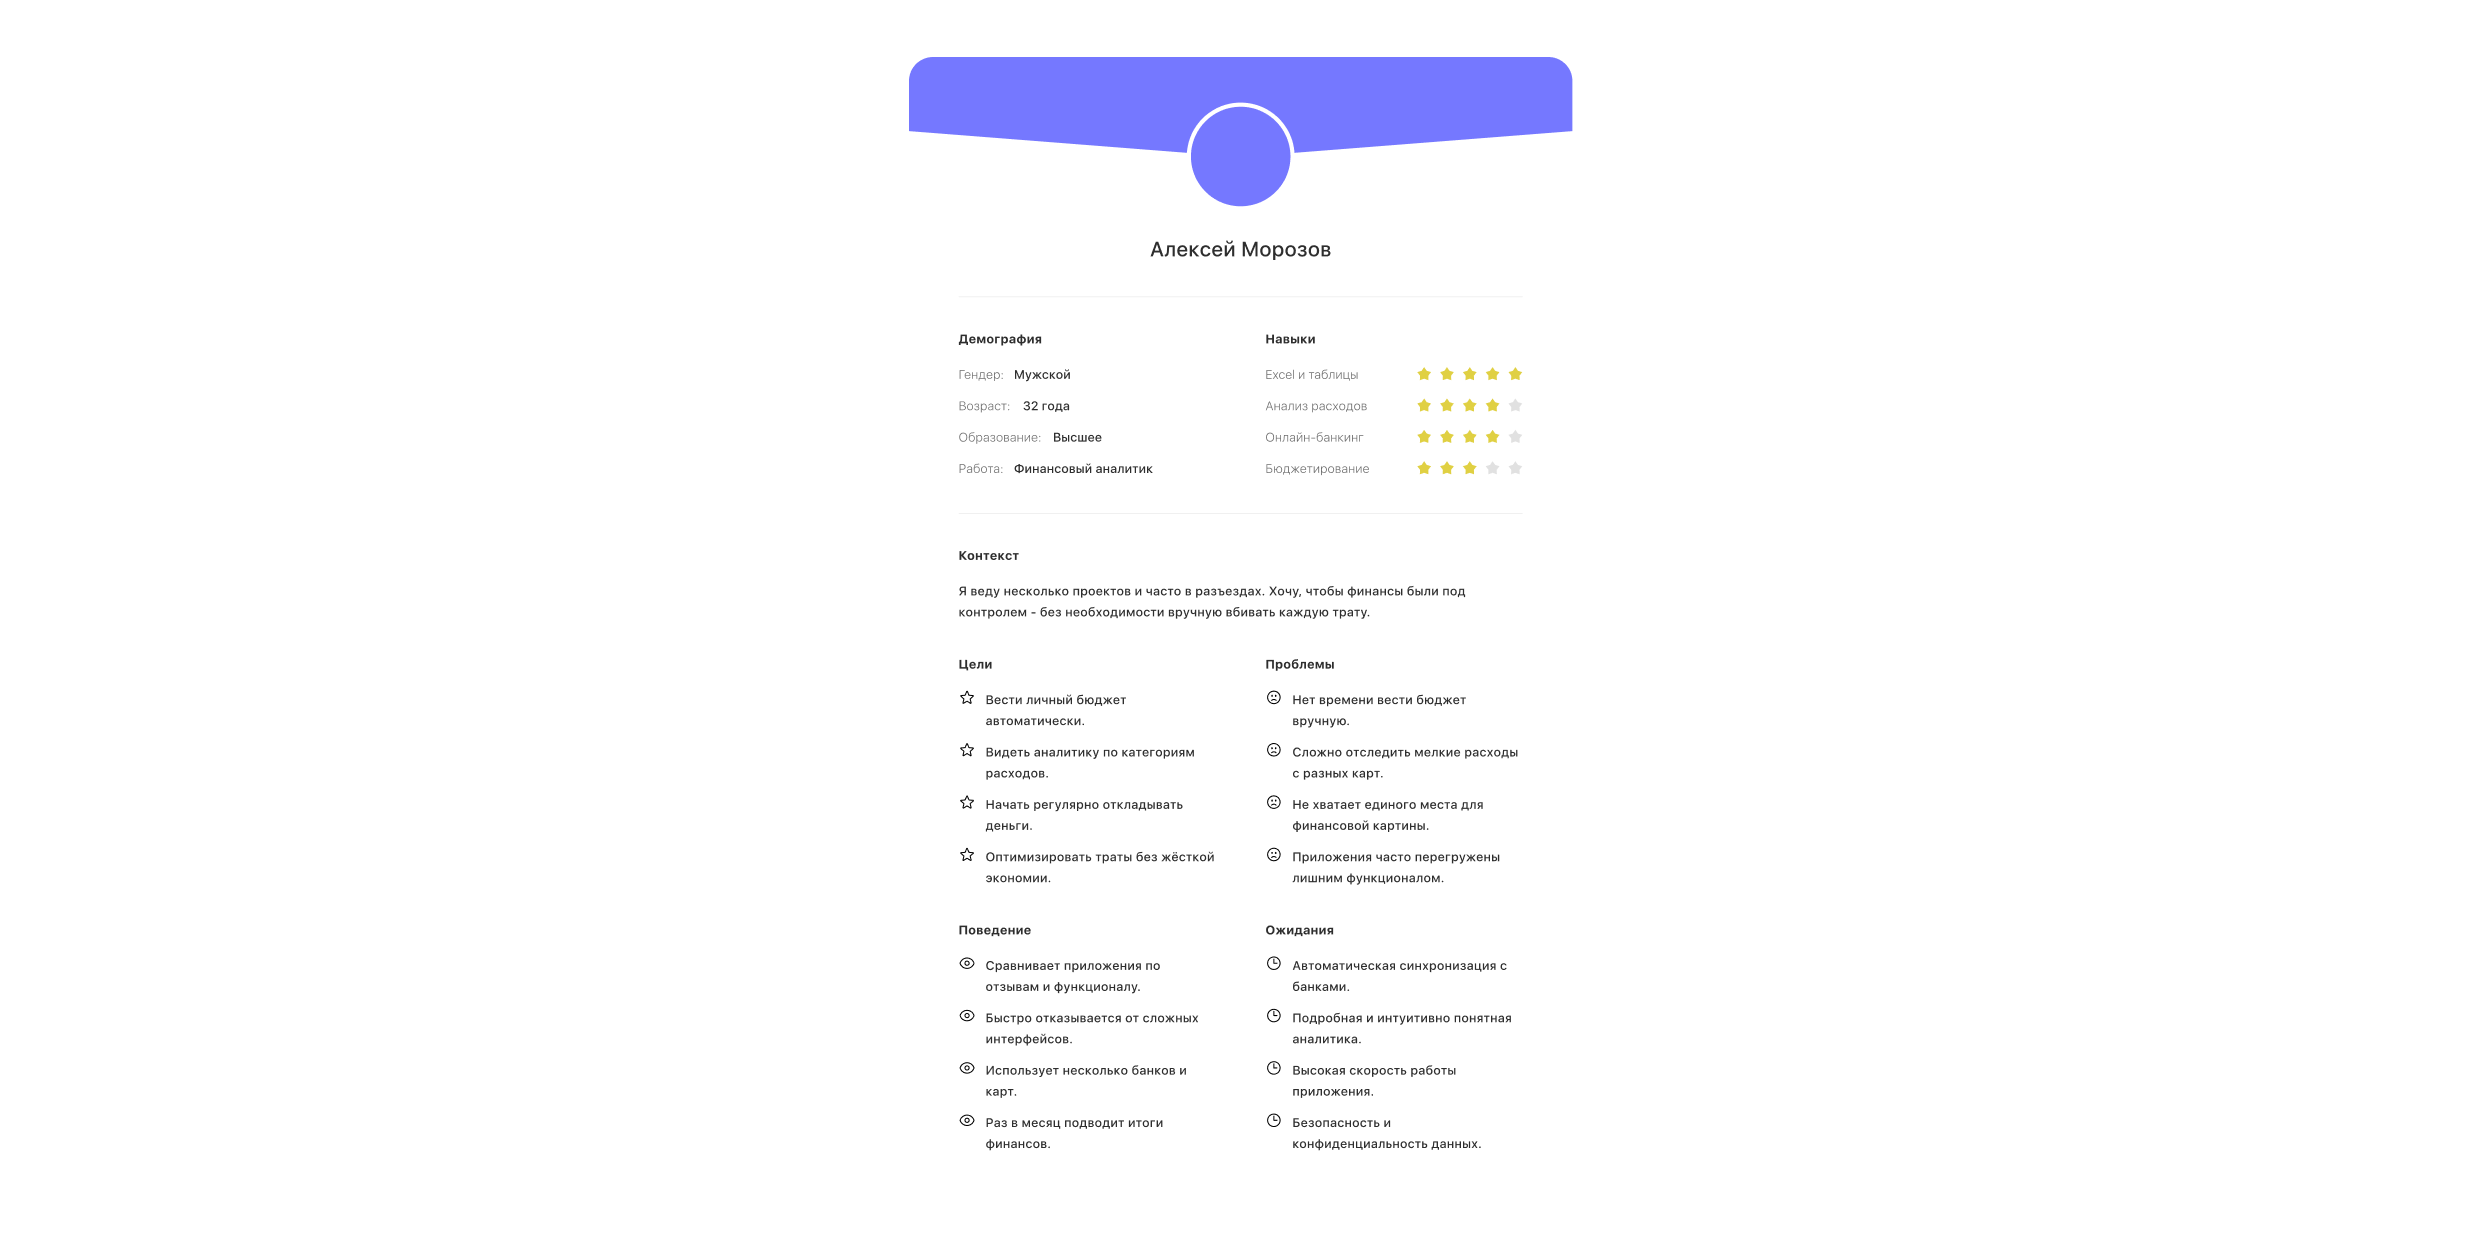 Алексей Морозов
Демография
Гендер: Мужской
Возраст: 32 года
Образование: Высшее
Работа: Финансовый аналитик
Навыки
Excel и таблицы
Анализ расходов
Онлайн-банкинг
Бюджетирование
Контекст
Я веду несколько проектов и часто в разъездах. Хочу, чтобы финансы были под
контролем - без необходимости вручную вбивать каждую трату.
Цели
Вести личный бюджет
автоматически.
Видеть аналитику по категориям
расходов.
Начать регулярно откладывать
деньги.
Оптимизировать траты без жёсткой
экономии.
Проблемы
Нет времени вести бюджет
вручную.
Сложно отследить мелкие расходы
с разных карт.
Не хватает единого места для
финансовой картины.
Приложения часто перегружены
лишним функционалом.
Поведение
Сравнивает приложения по
отзывам и функционалу.
Быстро отказывается от сложных
интерфейсов.
Использует несколько банков и
карт.
Раз в месяц подводит итоги
финансов.
Ожидания
Автоматическая синхронизация с
банками.
Подробная и интуитивно понятная
аналитика.
Высокая скорость работы
приложения.
Безопасность и
конфиденциальность данных.